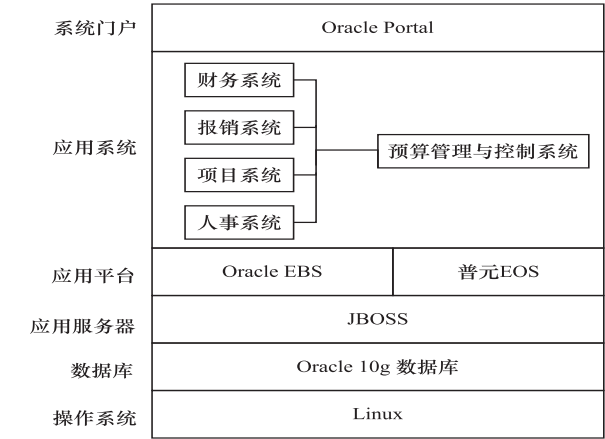 系统门户
Oracle Portal
应用系统
财务系统
报销系统
项目系统
人事系统
预算管理与控制系统
应用平台
Oracle EBS
普元EOS
应用服务器
JBOSS
数据库
Oracle 10g 数据库
操作系统
Linux